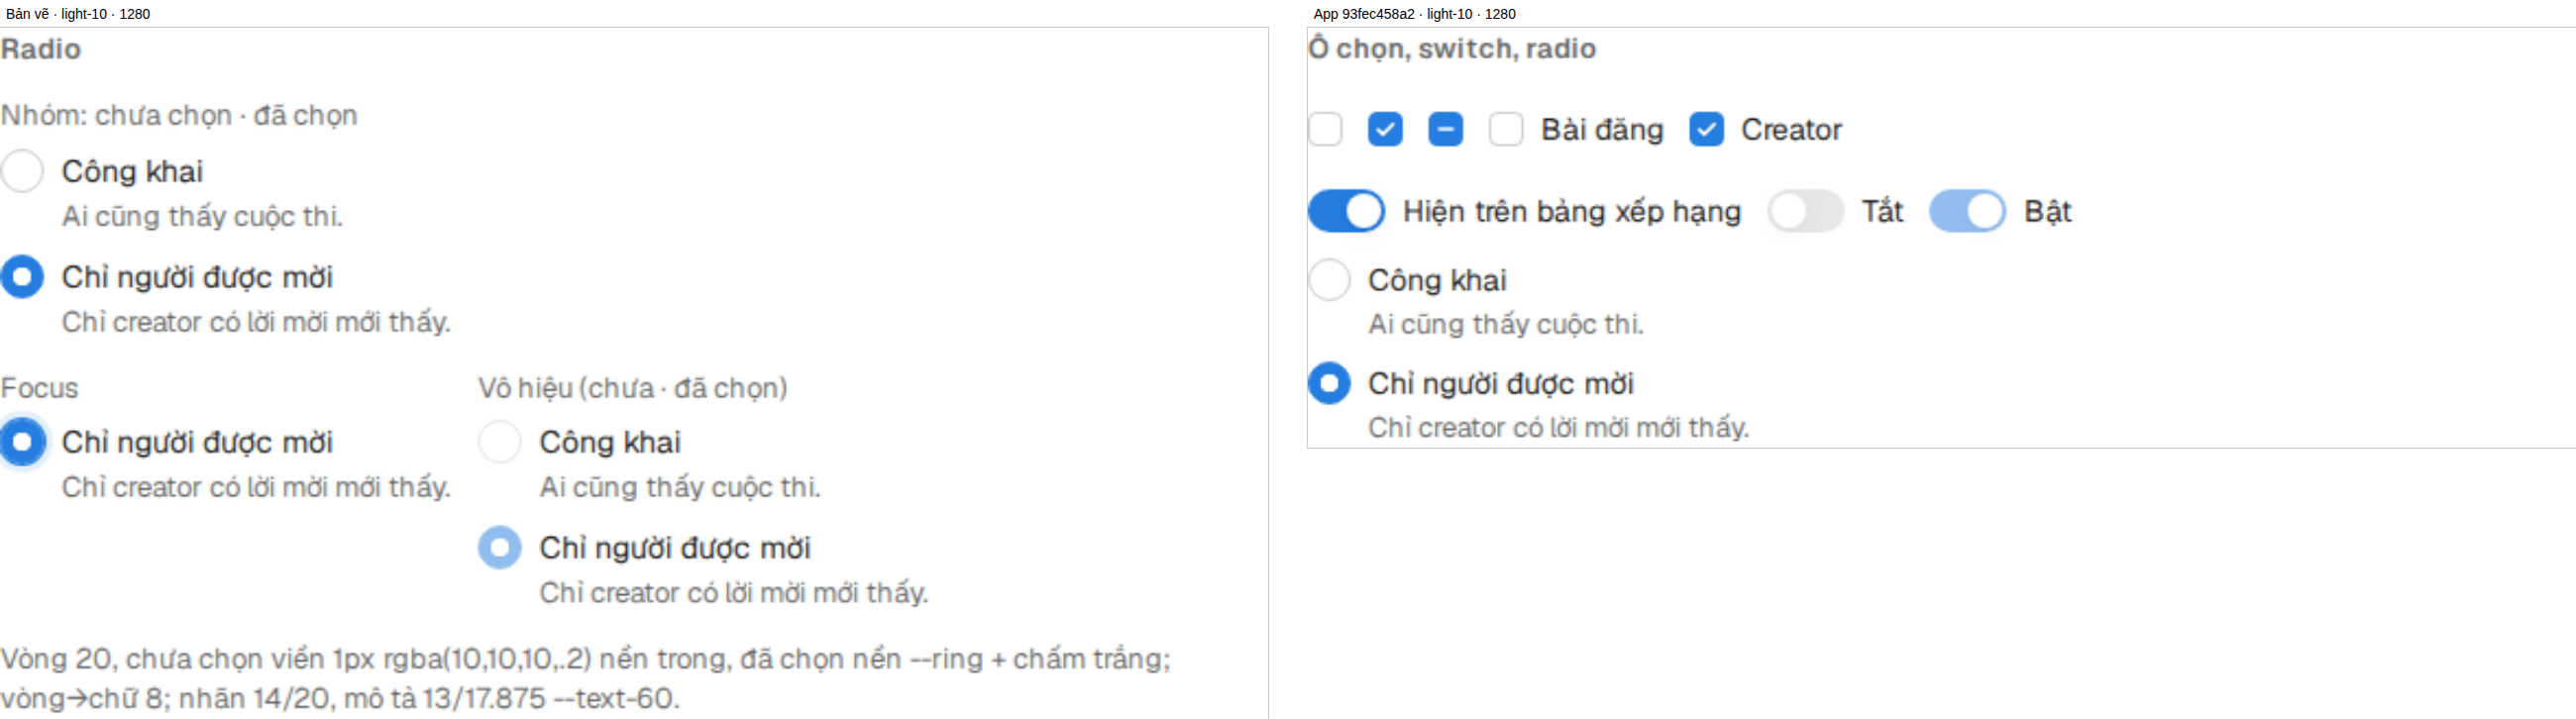 Bản vẽ · light-10 · 1280
Radio
Nhóm: chưa chọn · đã chọn
Công khai
Ai cũng thấy cuộc thi.
Chỉ người được mời
Chỉ creator có lời mời mới thấy.
Focus
Chỉ người được mời
Chỉ creator có lời mời mới thấy.
Vô hiệu (chưa · đã chọn)
Công khai
Ai cũng thấy cuộc thi.
Chỉ người được mời
Chỉ creator có lời mời mới thấy.
Vòng 20, chưa chọn viền 1px rgba(10,10,10,.2) nền trong, đã chọn nền --ring + chấm trắng;
vòng→chữ 8; nhãn 14/20, mô tả 13/17.875 --text-60.
App 93fec458a2 · light-10 · 1280
Ô chọn, switch, radio
Bài đăng Creator
Hiện trên bảng xếp hạng Tắt Bật
Công khai
Ai cũng thấy cuộc thi.
Chỉ người được mời
Chỉ creator có lời mời mới thấy.